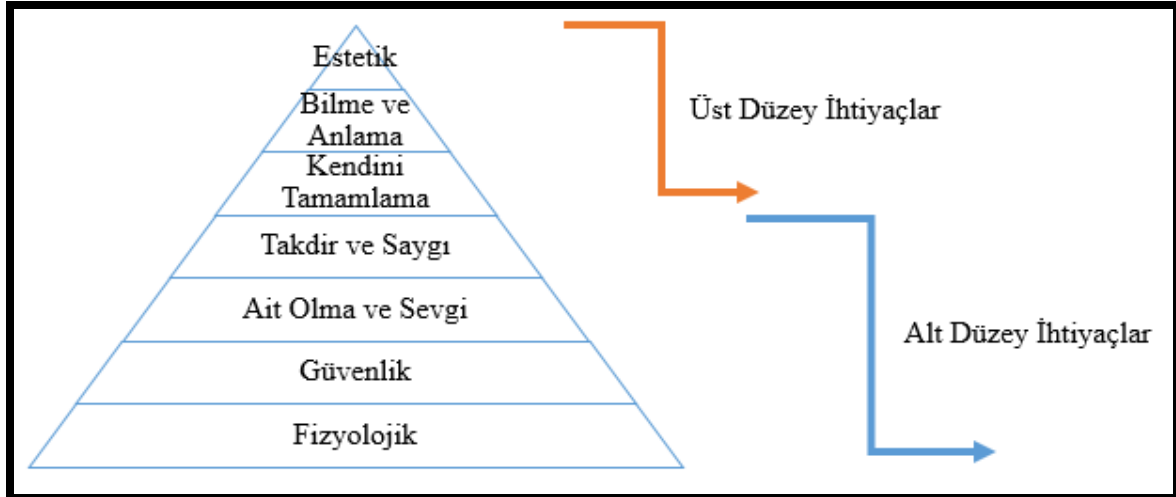 Estetik
Bilme ve
Anlama
Kendini
Tamamlama
Takdir ve Saygı
Ait Olma ve Sevgi
Güvenlik
Fizyolojik
Üst Düzey İhtiyaçlar
Alt Düzey İhtiyaçlar